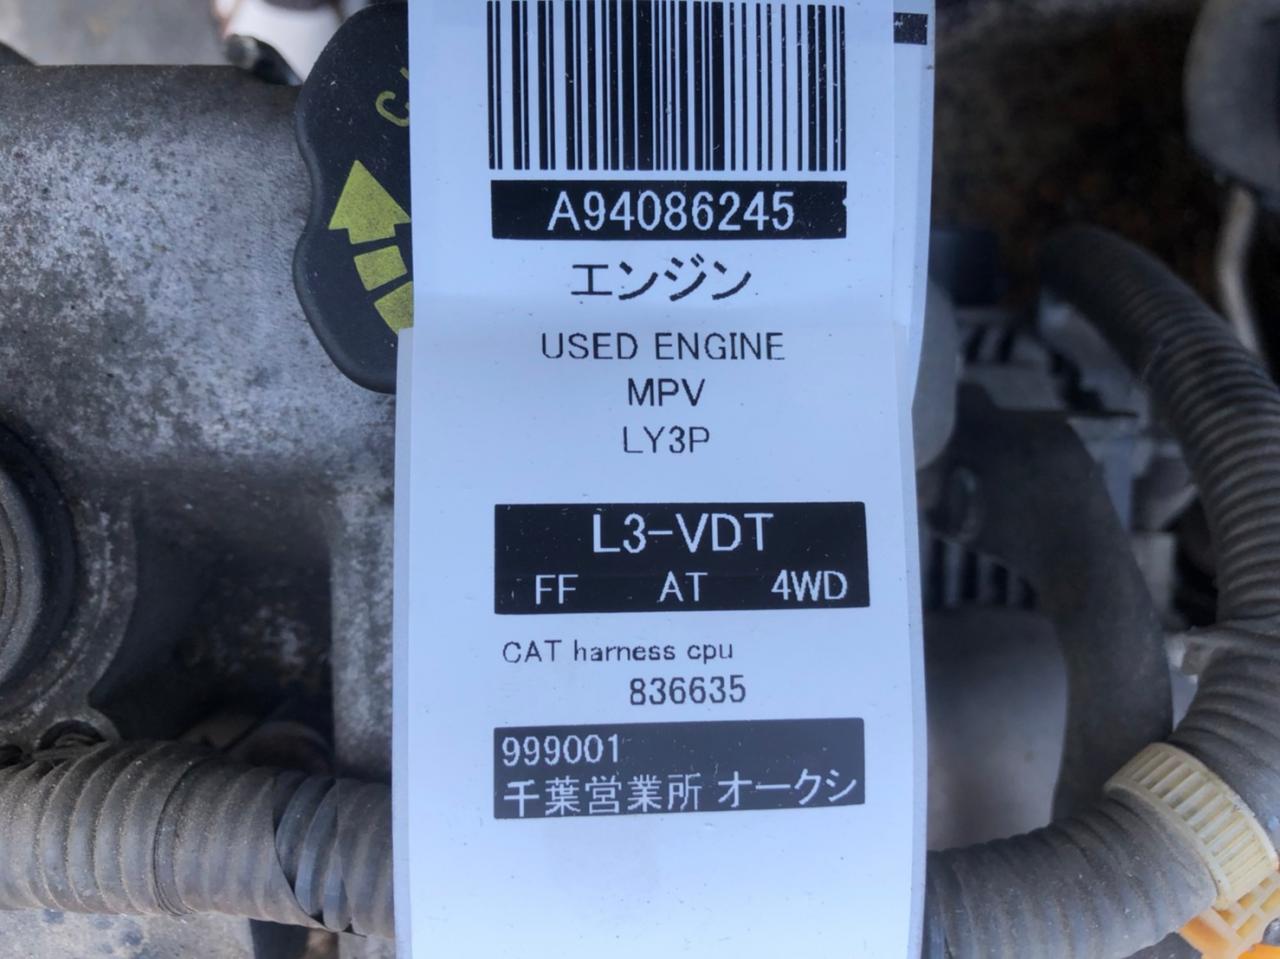 A94086245
エンジン
USED ENGINE
MPV
LY3P
L3-VDT
FF AT 4WD
CAT harness cpu
836635
999001
千葉営業所 オークシ